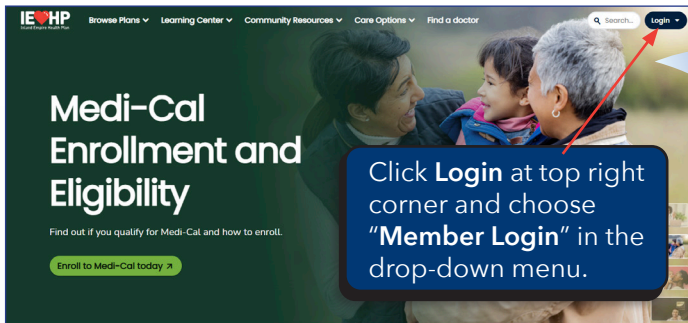 IEHP
Inland Empire Health Plan
Browse Plans
Learning Center
Community Resources
Care Options
Find a doctor
Search...
Login
Medi-Cal
Enrollment and
Eligibility
Find out if you qualify for Medi-Cal and how to enroll.
Enroll to Medi-Cal today
Click Login at top right
corner and choose
“Member Login” in the
drop-down menu.